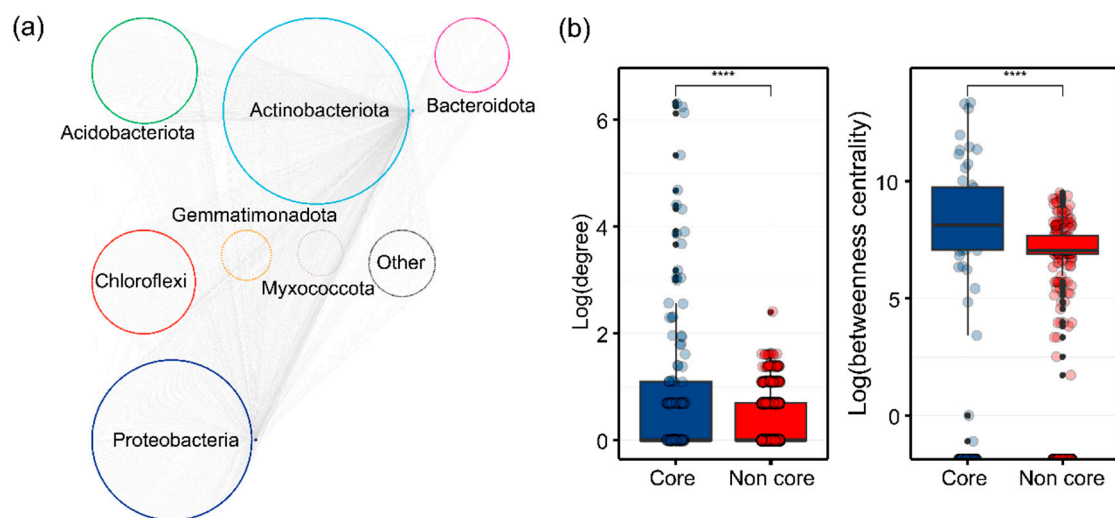 (a)
Acidobacteriota
Actinobacteriota
Bacteroidota
Gemmatimonadota
Chloroflexi
Myxococcota
Other
Proteobacteria
(b)
Log(degree)
6
4
2
0
****
Core
Non core
Log(betweenness centrality)
10
5
0
****
Core
Non core